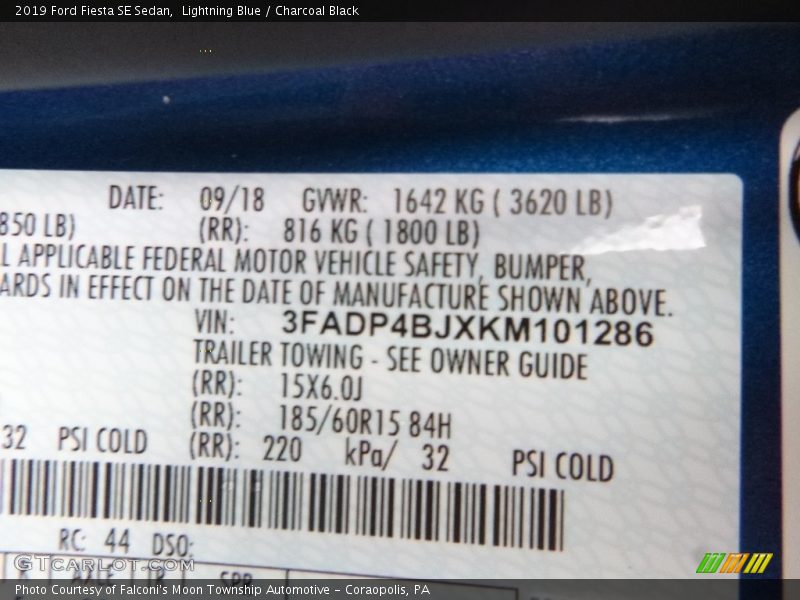 2019 Ford Fiesta SE Sedan,  Lightning Blue / Charcoal Black
DATE: 09/18 GVWR: 1642 KG ( 3620 LB)
850 LB) (RR): 816 KG ( 1800 LB)
L APPLICABLE FEDERAL MOTOR VEHICLE SAFETY, BUMPER,
ARDS IN EFFECT ON THE DATE OF MANUFACTURE SHOWN ABOVE.
VIN: 3FADP4BJXKM101286
TRAILER TOWING - SEE OWNER GUIDE
(RR): 15X6.0J
(RR): 185/60R15 84H
32 PSI COLD (RR): 220 kPa/ 32 PSI COLD
RC: 44 DSO:
GTcarlot.com
AXLE TR SPR
Photo Courtesy of Falconi's Moon Township Automotive - Coraopolis, PA